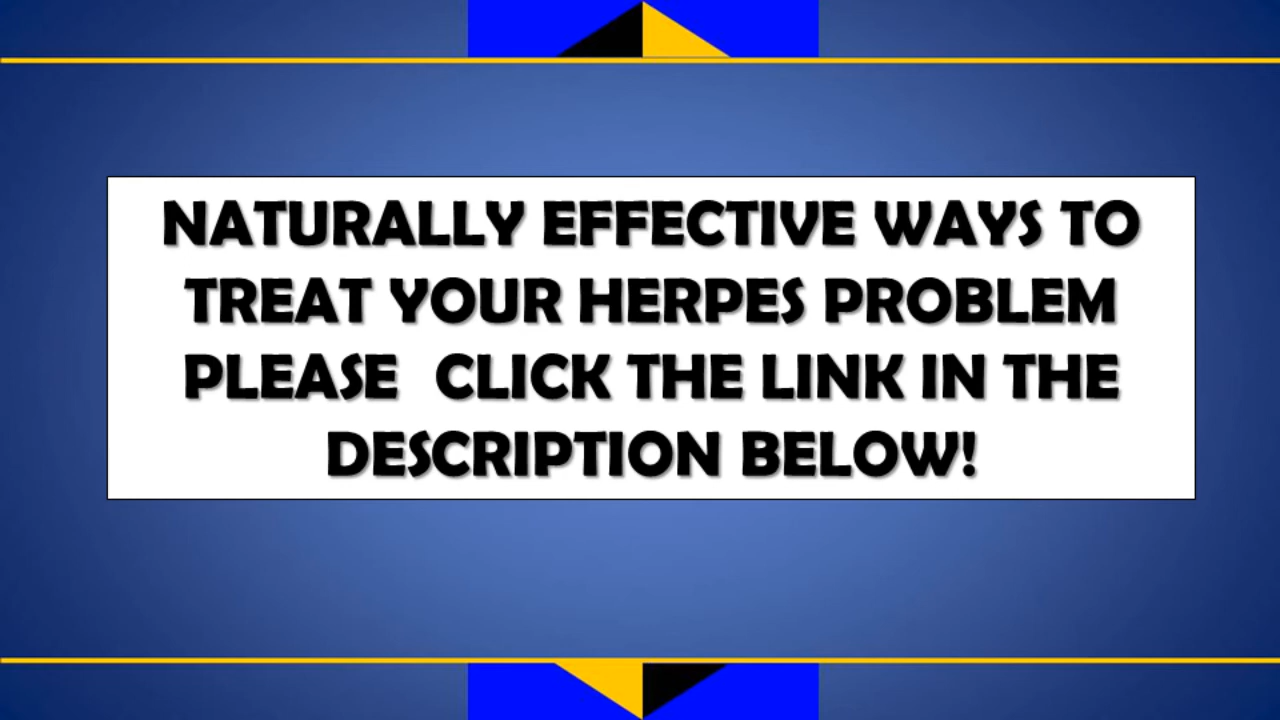 NATURALLY EFFECTIVE WAYS TO
TREAT YOUR HERPES PROBLEM
PLEASE  CLICK THE LINK IN THE
DESCRIPTION BELOW!